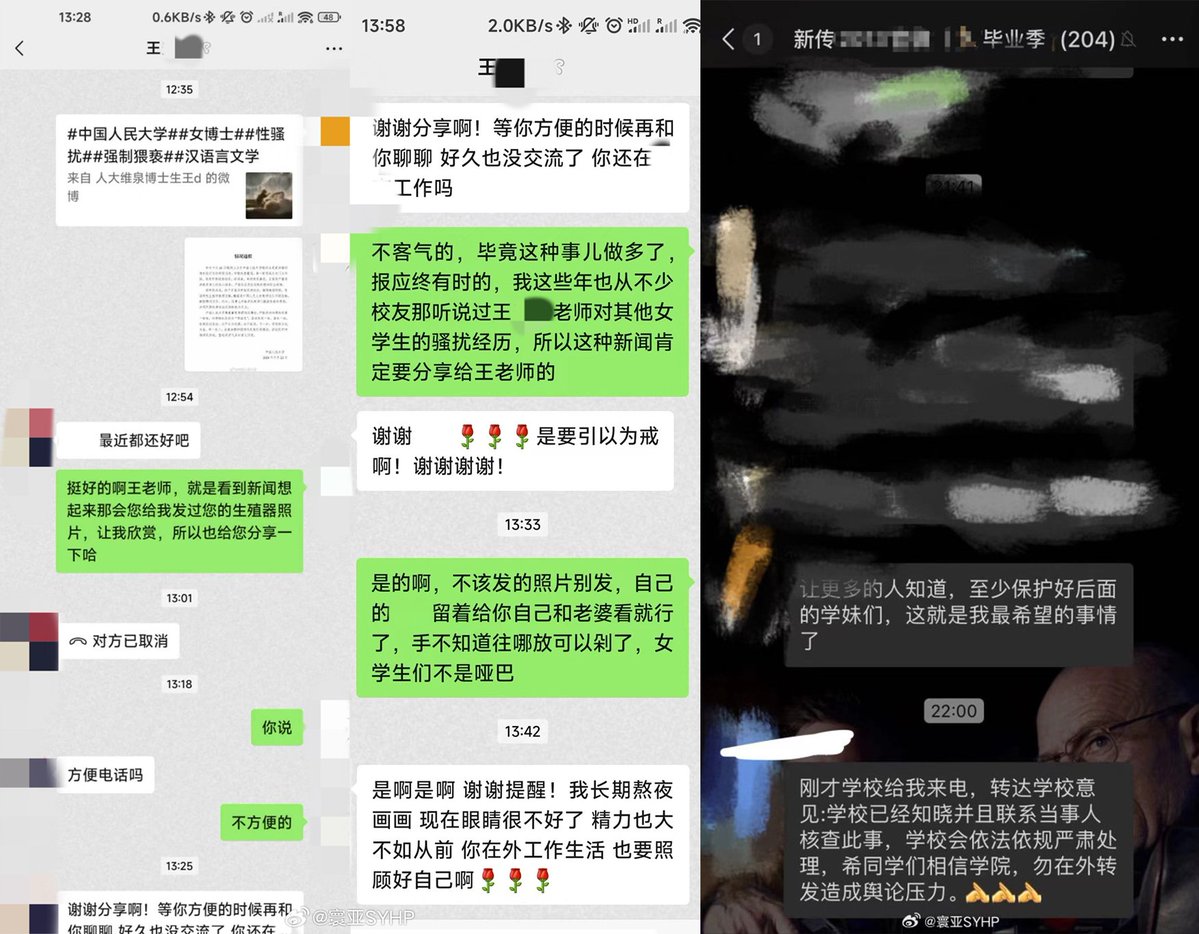 13:28
0.6KB/s
48
王
12:35
#中国人民大学##女博士##性骚
扰##强制猥亵##汉语言文学
来自 人大维泉博士生王d 的微
博
12:54
最近都还好吧
挺好的啊王老师，就是看到新闻想
起来那会您给我发过您的生殖器照
片，让我欣赏，所以也给您分享一
下哈
13:01
对方已取消
13:18
你说
方便电话吗
不方便的
13:25
谢谢分享啊！等你方便的时候再和
你聊聊 好久也没交流了 你还在
13:58
2.0KB/s
HD
王
谢谢分享啊！等你方便的时候再和
你聊聊 好久也没交流了 你还在
工作吗
不客气的，毕竟这种事儿做多了，
报应终有时的，我这些年也从不少
校友那听说过王 老师对其他女
学生的骚扰经历，所以这种新闻肯
定要分享给王老师的
谢谢 🌹🌹🌹是要引以为戒
啊！谢谢谢谢！
13:33
是的啊，不该发的照片别发，自己
的 留着给你自己和老婆看就行
了，手不知道往哪放可以剁了，女
学生们不是哑巴
13:42
是啊是啊 谢谢提醒！我长期熬夜
画画 现在眼睛很不好了 精力也大
不如从前 你在外工作生活 也要照
顾好自己啊🌹🌹🌹
@寰亚SYHP
1
新传 毕业季 (204)
21:41
让更多的人知道，至少保护好后面
的学妹们，这就是我最希望的事情
了
22:00
刚才学校给我来电，转达学校意
见:学校已经知晓并且联系当事人
核查此事，学校会依法依规严肃处
理，希同学们相信学院，勿在外转
发造成舆论压力。🙏🙏🙏
@寰亚SYHP